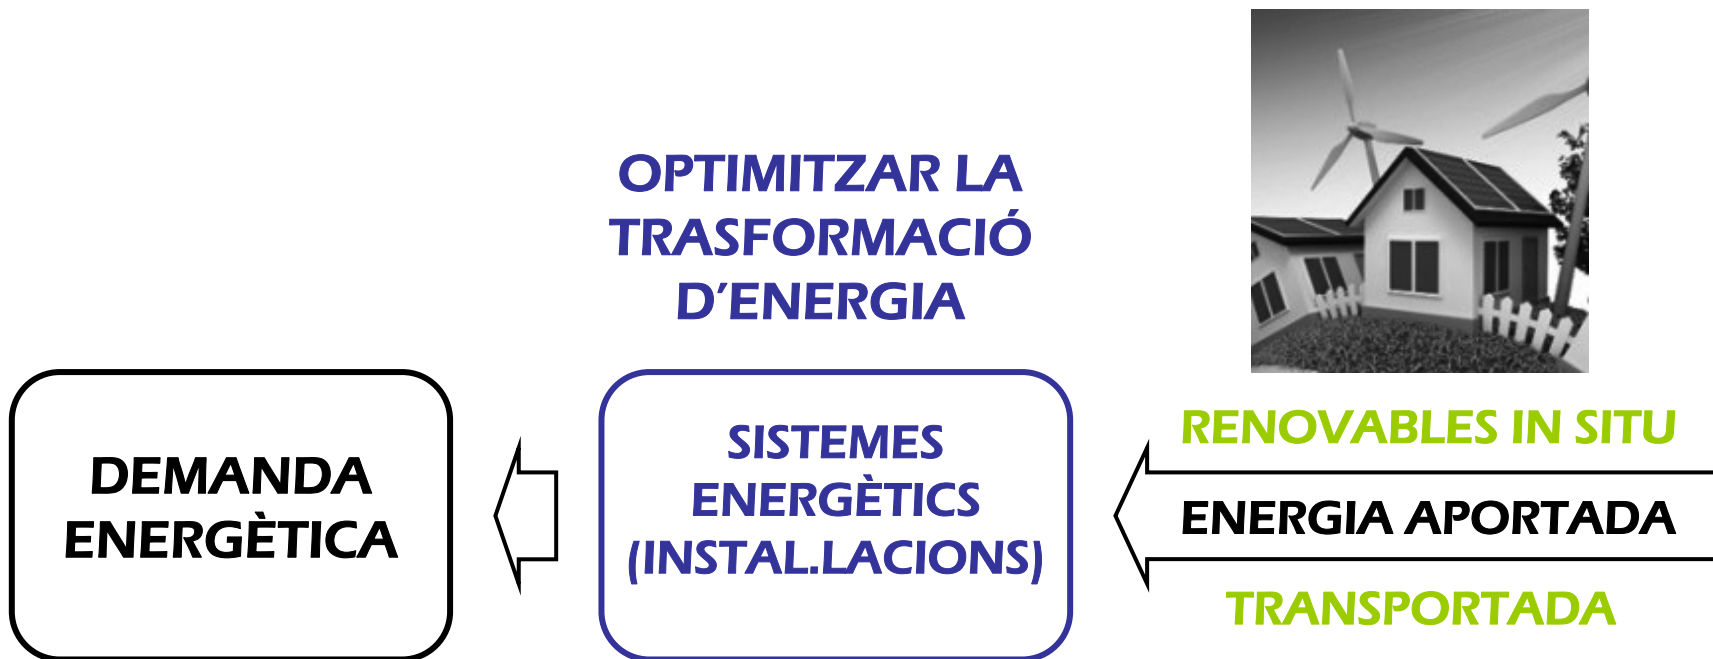 OPTIMITZAR LA
TRASFORMACIÓ
D'ENERGIA
DEMANDA
ENERGÈTICA
SISTEMES
ENERGÈTICS
(INSTAL.LACIONS)
RENOVABLES IN SITU
ENERGIA APORTADA
TRANSPORTADA